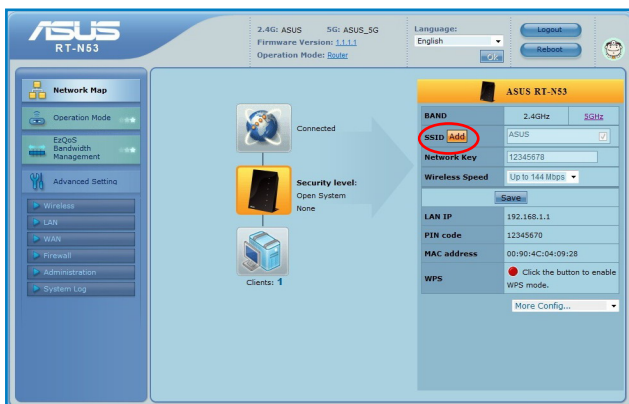 ASUS
RT-N53
2.4G: ASUS 5G: ASUS_5G
Firmware Version: 1.1.1.1
Operation Mode: Router
Language:
English
OK
Logout
Reboot
Network Map
Operation Mode
EzQoS
Bandwidth
Management
Advanced Setting
Wireless
LAN
WAN
Firewall
Administration
System Log
Connected
Security level:
Open System
None
Clients: 1
ASUS RT-N53
BAND 2.4GHz 5GHz
SSID Add ASUS
Network Key 12345678
Wireless Speed Up to 144 Mbps
Save
LAN IP 192.168.1.1
PIN code 12345670
MAC address 00:90:4C:04:09:28
WPS Click the button to enable
WPS mode.
More Config...